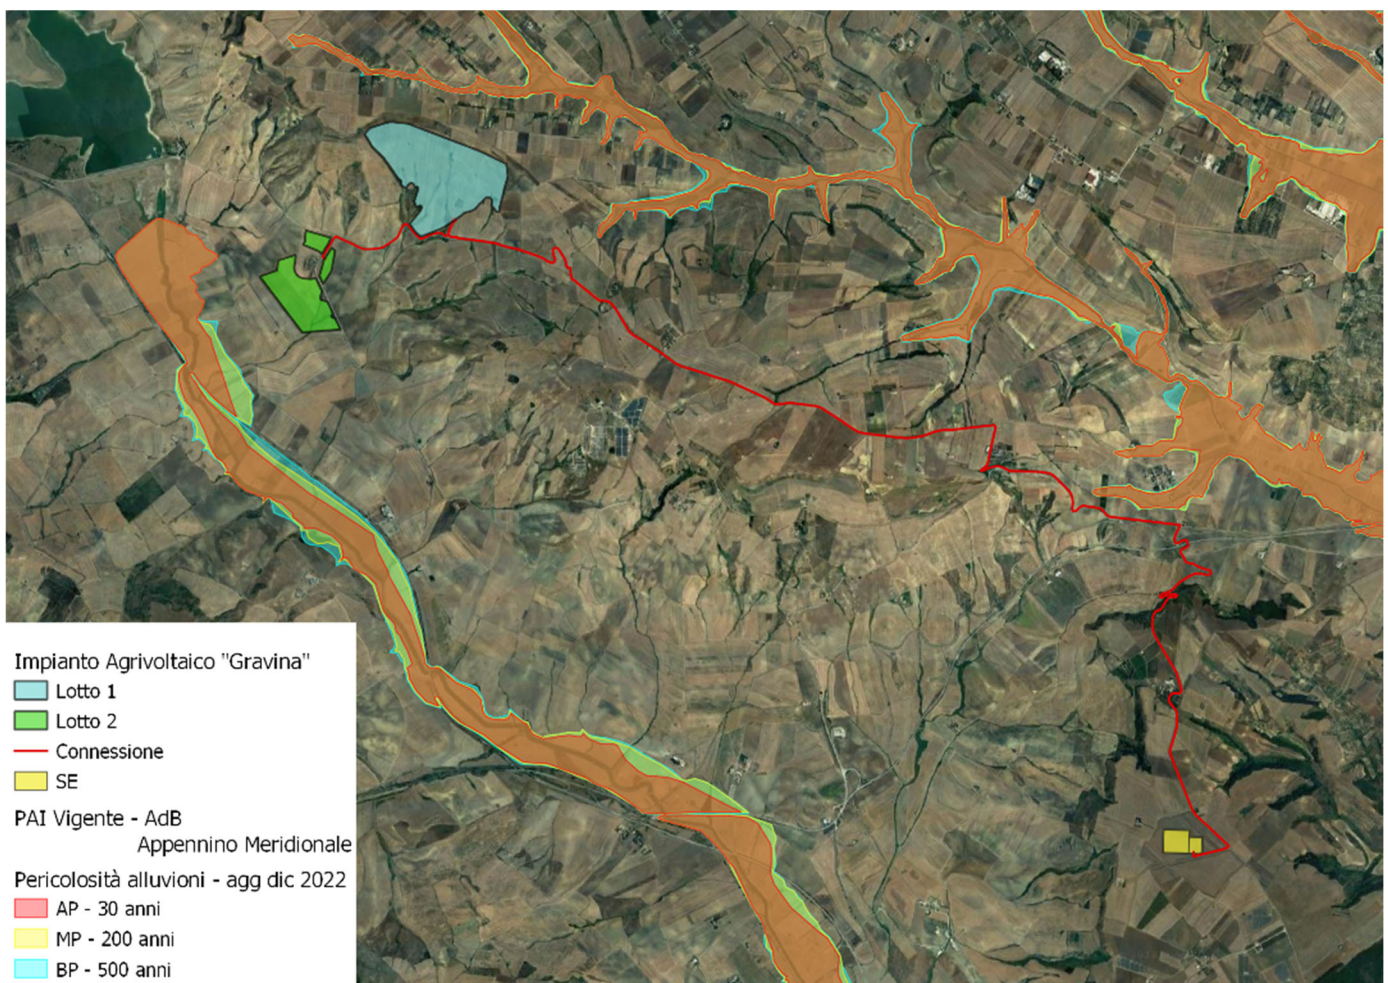 Impianto Agrivoltaico "Gravina"
Lotto 1
Lotto 2
Connessione
SE
PAI Vigente - AdB
Appennino Meridionale
Pericolosità alluvioni - agg dic 2022
AP - 30 anni
MP - 200 anni
BP - 500 anni